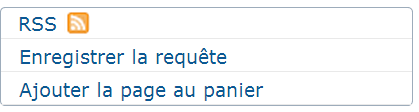 RSS
Enregistrer la requête
Ajouter la page au panier